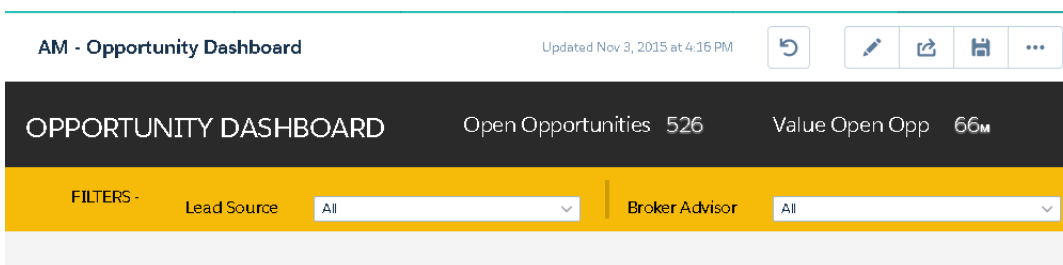 AM - Opportunity Dashboard Updated Nov 3, 2015 at 4:16 PM
OPPORTUNITY DASHBOARD Open Opportunities 526 Value Open Opp 66M
FILTERS - Lead Source All Broker Advisor All